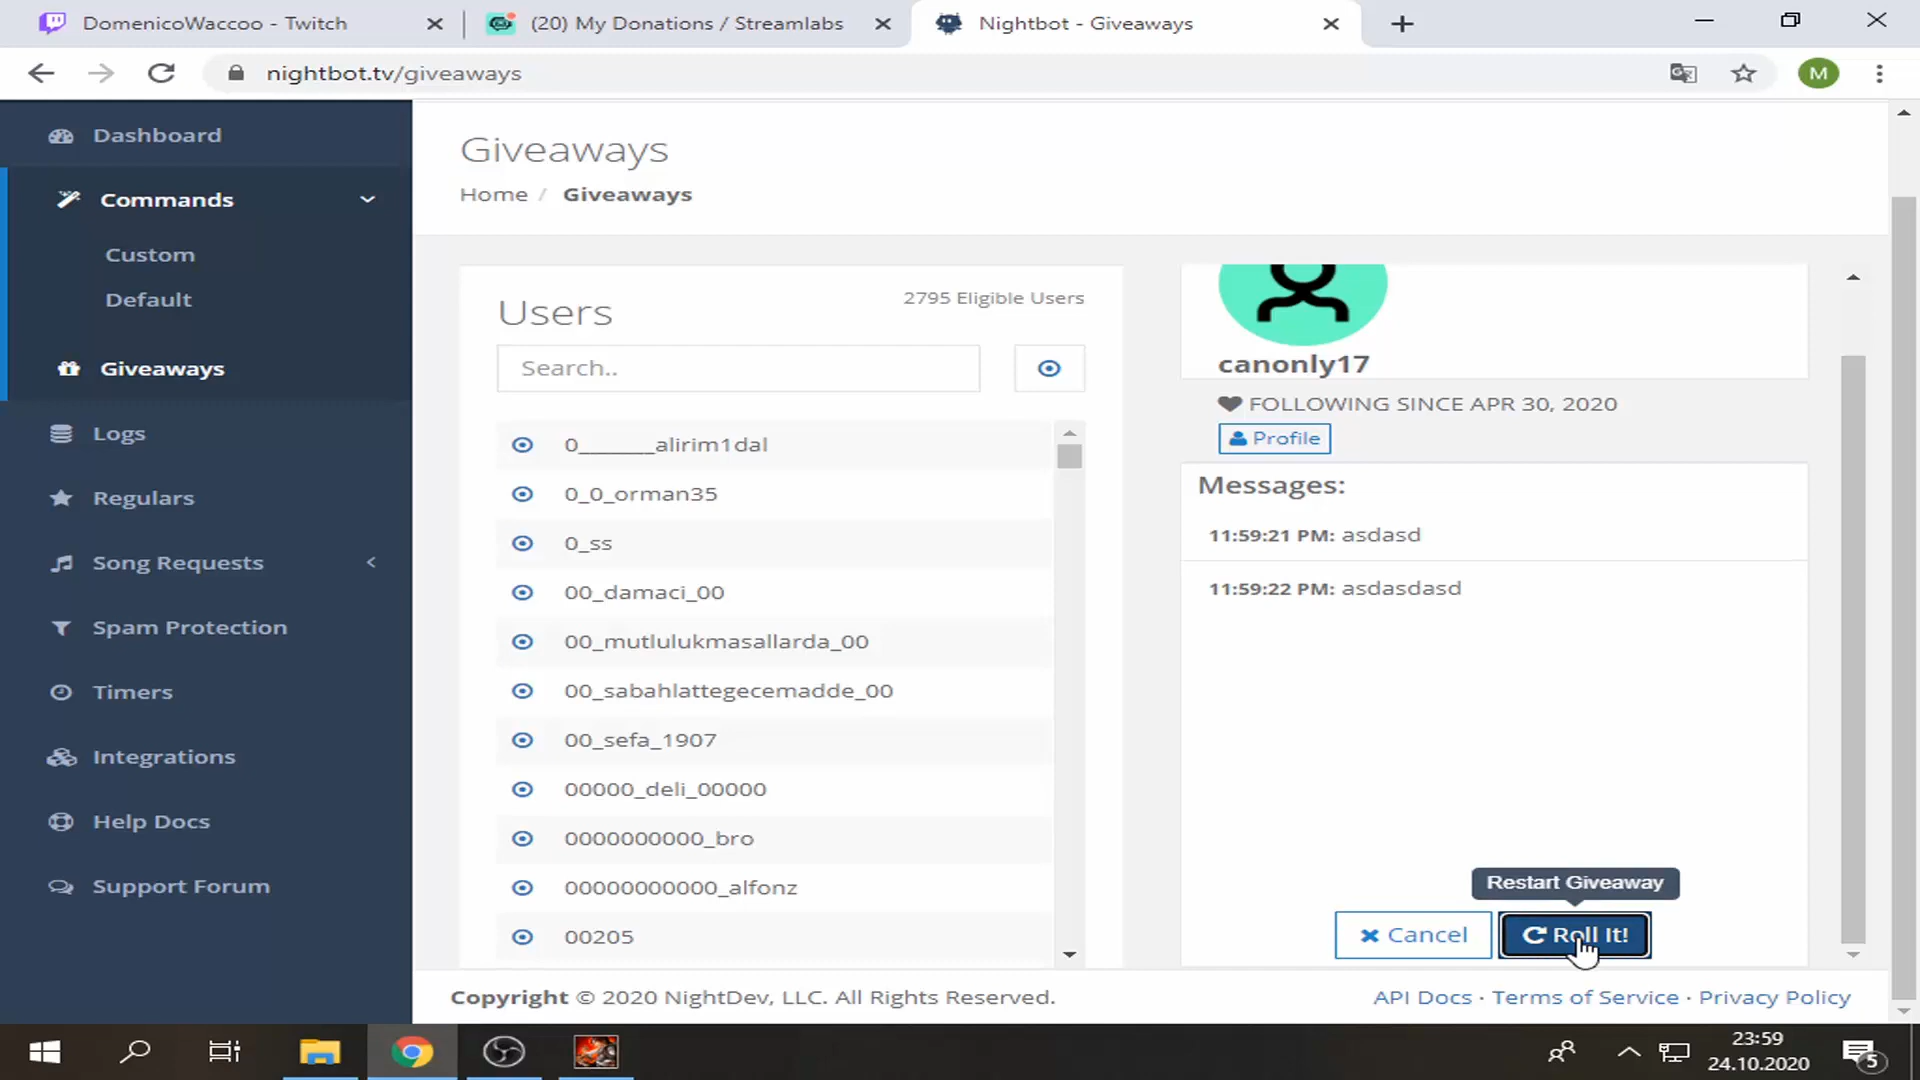 DomenicoWaccoo - Twitch
(20) My Donations / Streamlabs
Nightbot - Giveaways
nightbot.tv/giveaways
M
Dashboard
Commands
Custom
Default
Giveaways
Logs
Regulars
Song Requests
Spam Protection
Timers
Integrations
Help Docs
Support Forum
Giveaways
Home / Giveaways
Users
2795 Eligible Users
Search..
0_______alirim1dal
0_0_orman35
0_ss
00_damaci_00
00_mutlulukmasallarda_00
00_sabahlattegecemadde_00
00_sefa_1907
00000_deli_00000
0000000000_bro
00000000000_alfonz
00205
canonly17
FOLLOWING SINCE APR 30, 2020
Profile
Messages:
11:59:21 PM: asdasd
11:59:22 PM: asdasdasd
Restart Giveaway
Cancel
Roll It!
Copyright © 2020 NightDev, LLC. All Rights Reserved.
API Docs · Terms of Service · Privacy Policy
23:59
24.10.2020
5